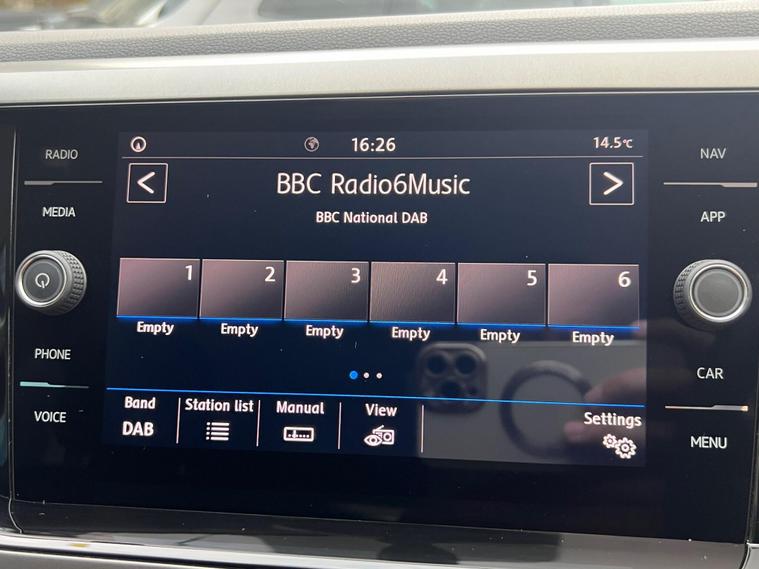 16:26
14.5°C
RADIO
NAV
BBC Radio6Music
MEDIA
APP
BBC National DAB
1 2 3 4 5 6
Empty Empty Empty Empty Empty Empty
PHONE
CAR
Band Station list Manual View Settings
DAB
VOICE
MENU